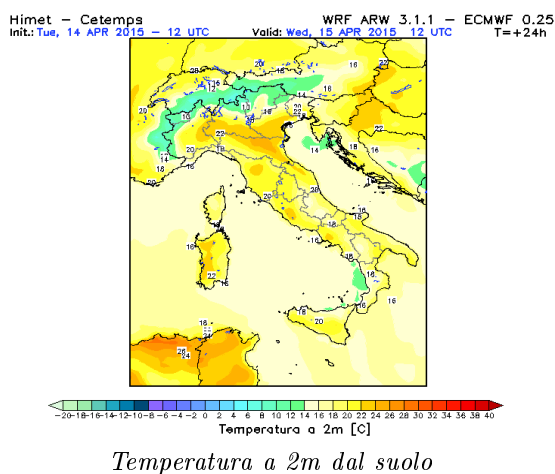 Himet – Cetemps WRF ARW 3.1.1 – ECMWF 0.25
Init.: Tue, 14 APR 2015 – 12 UTC Valid: Wed, 15 APR 2015 12 UTC T=+24h
-20-18-16-14-12-10-8 -6 -4 -2 0 2 4 6 8 10 12 14 16 18 20 22 24 26 28 30 32 34 36 38 40
Temperatura a 2m [C]
Temperatura a 2m dal suolo